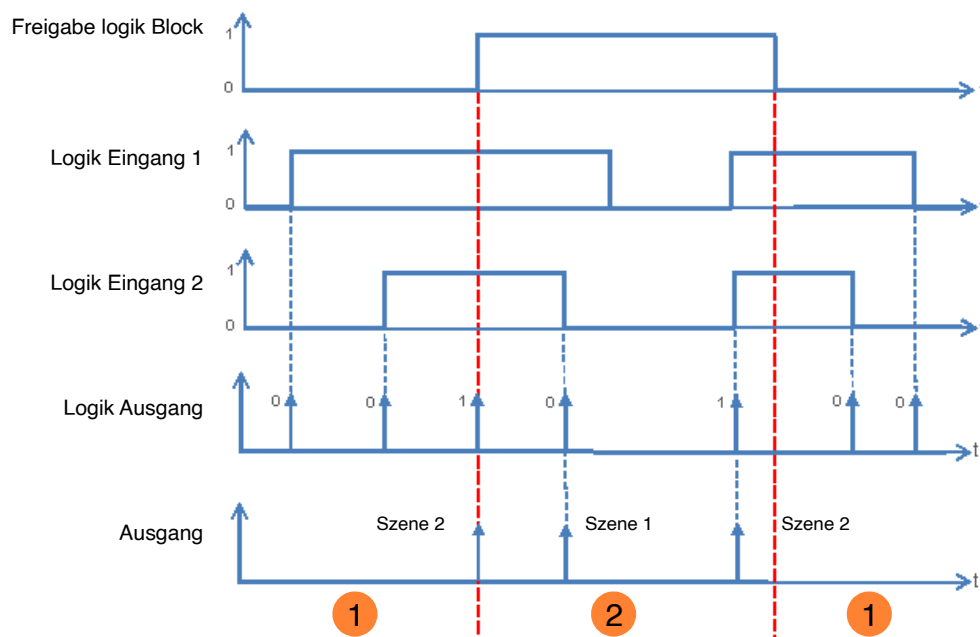 Freigabe logik Block
1
0
Logik Eingang 1
1
0
Logik Eingang 2
1
0
Logik Ausgang
0 0 1 0 1 0 0
t
Ausgang
Szene 2 Szene 1 Szene 2
t
1 2 1